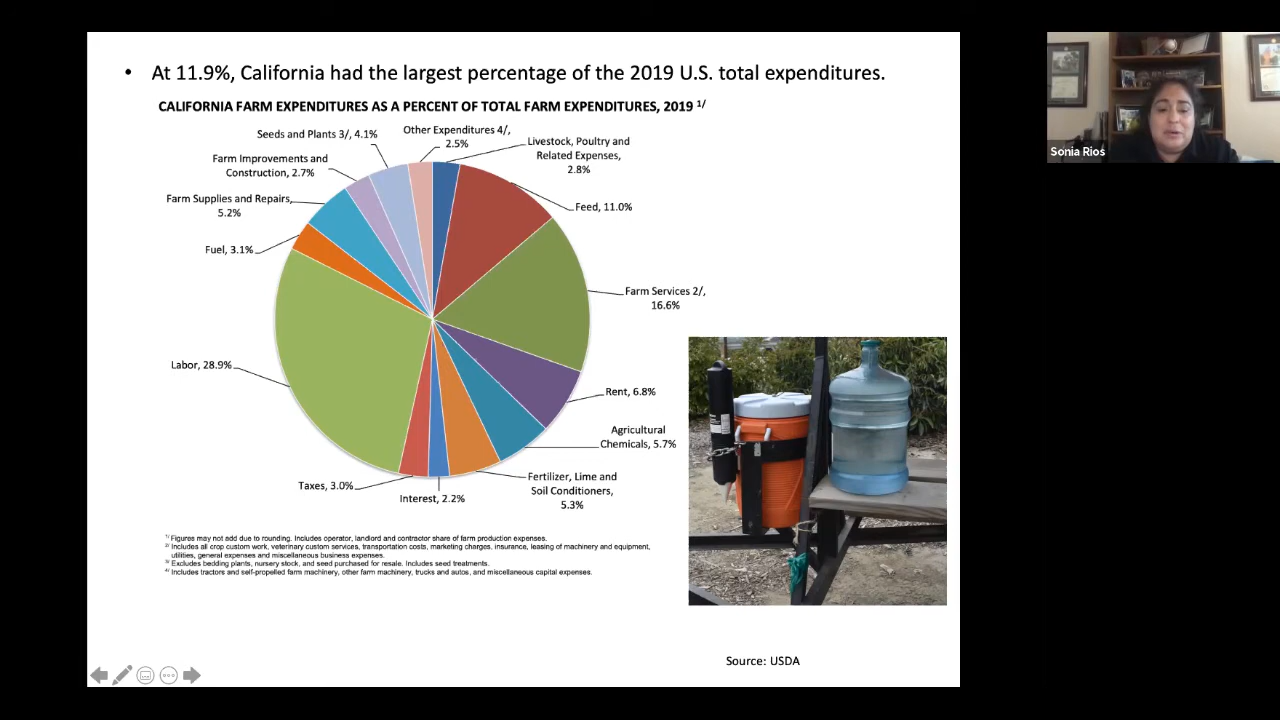 • At 11.9%, California had the largest percentage of the 2019 U.S. total expenditures.
CALIFORNIA FARM EXPENDITURES AS A PERCENT OF TOTAL FARM EXPENDITURES, 2019 1/
Other Expenditures 4/,
2.5%
Livestock, Poultry and
Related Expenses,
2.8%
Feed, 11.0%
Farm Services 2/,
16.6%
Rent, 6.8%
Agricultural
Chemicals, 5.7%
Fertilizer, Lime and
Soil Conditioners,
5.3%
Interest, 2.2%
Taxes, 3.0%
Labor, 28.9%
Fuel, 3.1%
Farm Supplies and Repairs,
5.2%
Farm Improvements and
Construction, 2.7%
Seeds and Plants 3/, 4.1%
1/ Figures may not add due to rounding. Includes operator, landlord and contractor share of farm production expenses.
2/ Includes all crop custom work, veterinary custom services, transportation costs, marketing charges, insurance, leasing of machinery and equipment,
utilities, general expenses and miscellaneous business expenses.
3/ Excludes bedding plants, nursery stock, and seed purchased for resale. Includes seed treatments.
4/ Includes tractors and self-propelled farm machinery, other farm machinery, trucks and autos, and miscellaneous capital expenses.
Source: USDA
Sonia Rios